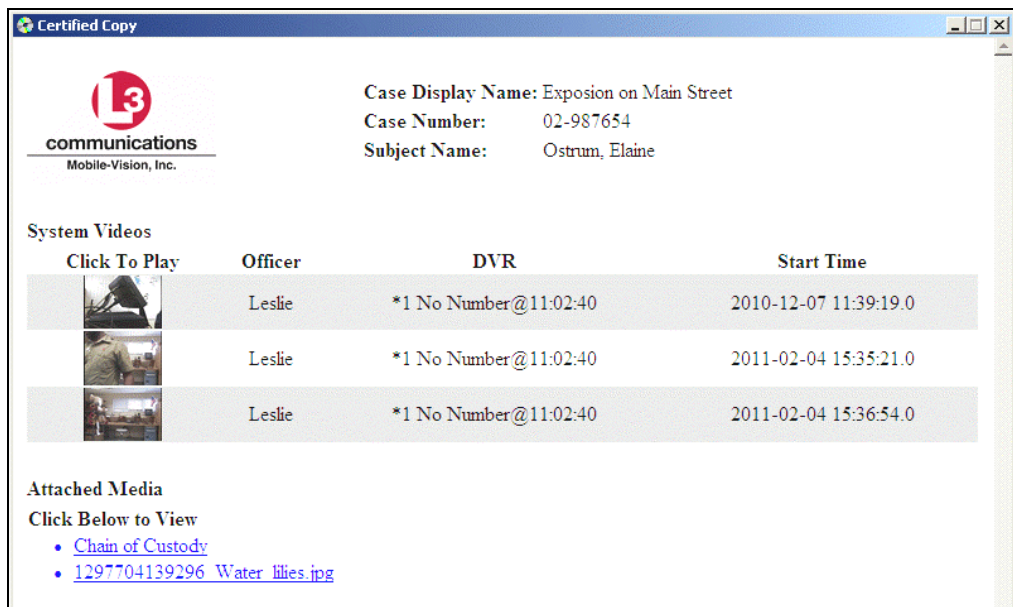 Certified Copy
L3
communications
Mobile-Vision, Inc.
Case Display Name: Exposion on Main Street
Case Number: 02-987654
Subject Name: Ostrum, Elaine
System Videos
Click To Play Officer DVR Start Time
Leslie *1 No Number@11:02:40 2010-12-07 11:39:19.0
Leslie *1 No Number@11:02:40 2011-02-04 15:35:21.0
Leslie *1 No Number@11:02:40 2011-02-04 15:36:54.0
Attached Media
Click Below to View
• Chain of Custody
• 1297704139296_Water_lilies.jpg